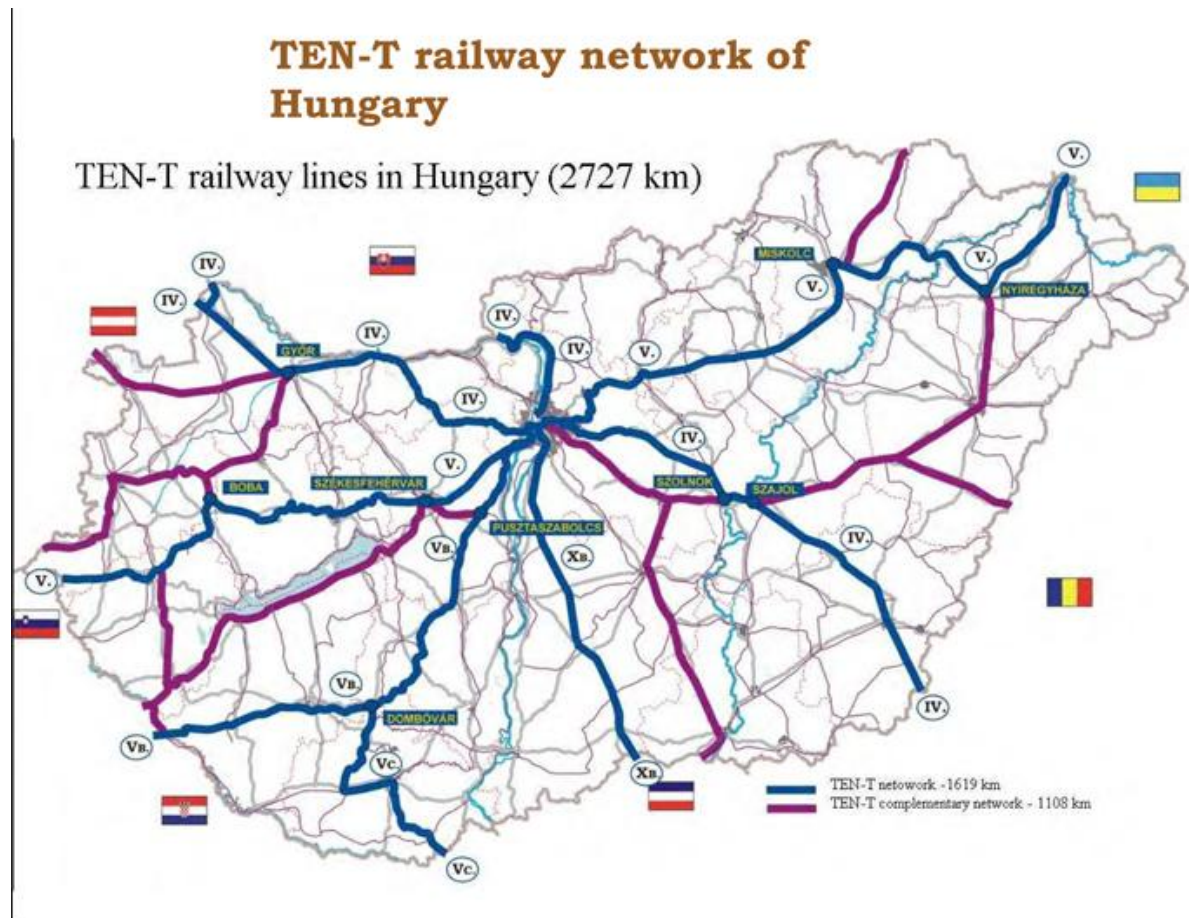 TEN-T railway network of
Hungary
TEN-T railway lines in Hungary (2727 km)
V.
IV.
MISKOLC
V.
IV.
V.
NYÍREGYHÁZA
IV.
IV.
GYŐR
IV.
V.
IV.
IV.
BOBA
SZÉKESFEHÉRVÁR
V.
SZOLNOK
SZAJOL
PUSZTASZABOLCS
VB.
XB.
IV.
V.
VB.
DOMBÓVÁR
IV.
VB.
VC.
XB.
TEN-T netowork -1619 km
TEN-T complementary network - 1108 km
VC.